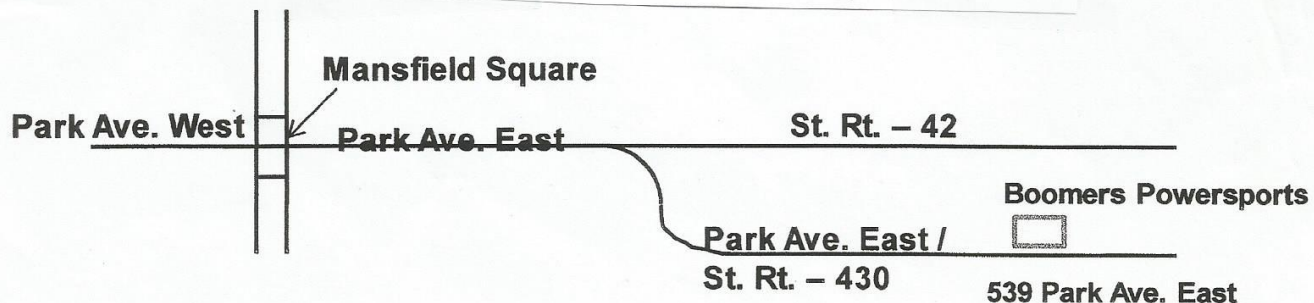 Mansfield Square
Park Ave. West
Park Ave. East
St. Rt. – 42
Boomers Powersports
Park Ave. East /
St. Rt. – 430
539 Park Ave. East